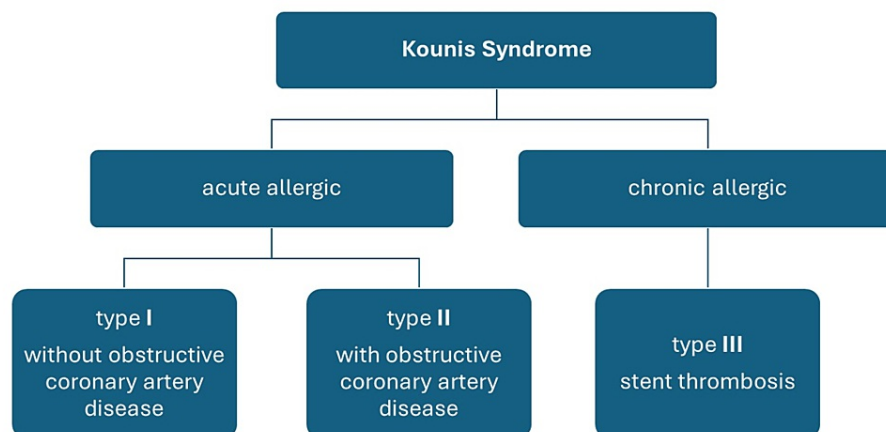 Kounis Syndrome
acute allergic
chronic allergic
type I
without obstructive
coronary artery
disease
type II
with obstructive
coronary artery
disease
type III
stent thrombosis